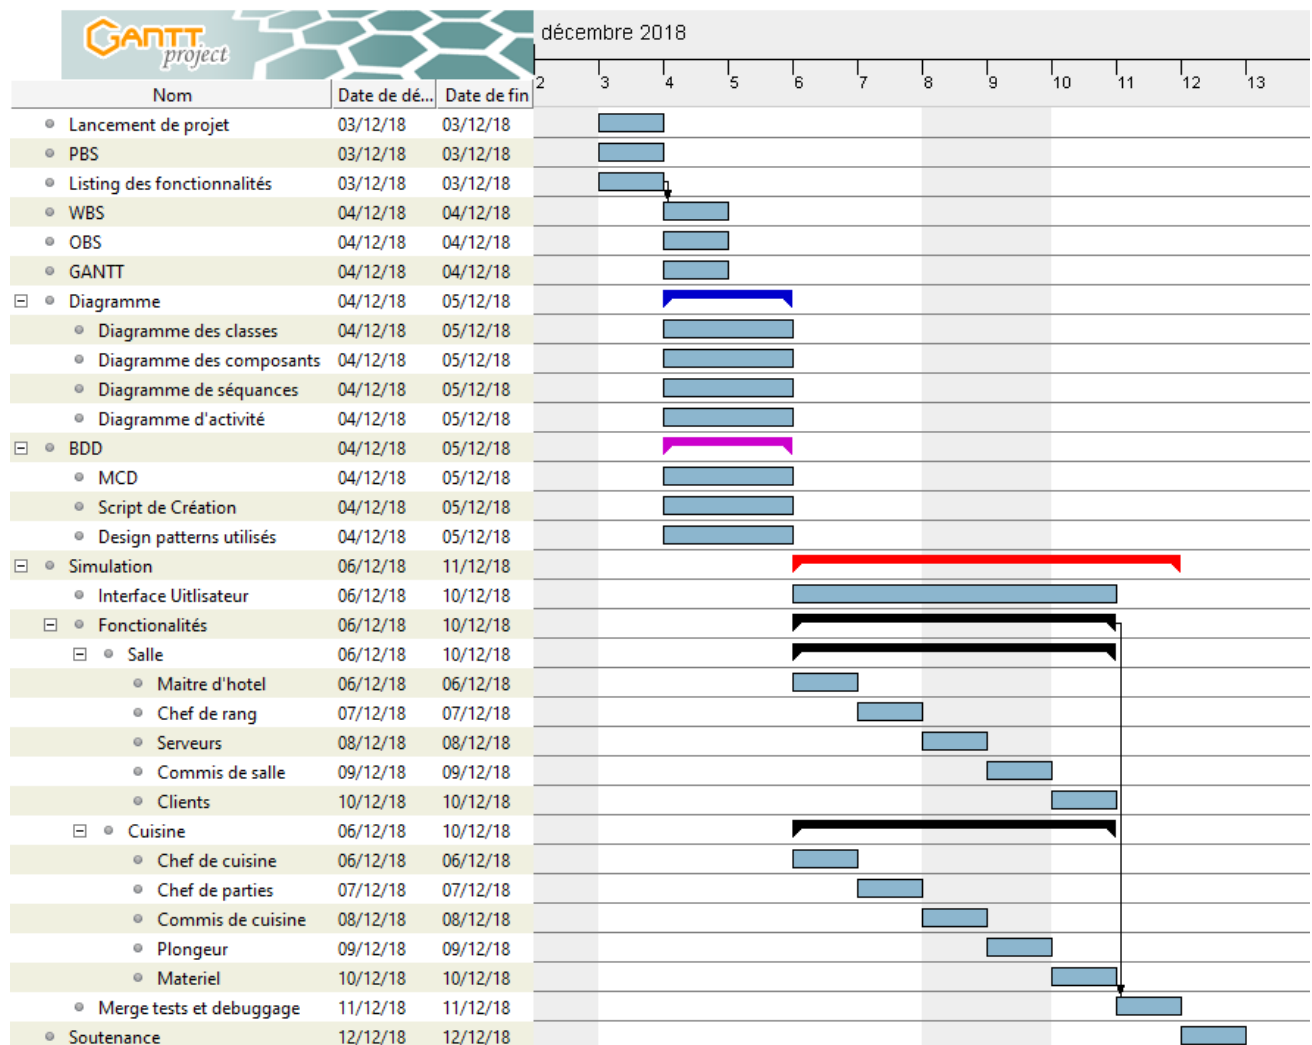 GANTT
project
décembre 2018
2 3 4 5 6 7 8 9 10 11 12 13
Nom Date de dé... Date de fin
Lancement de projet 03/12/18 03/12/18
PBS 03/12/18 03/12/18
Listing des fonctionnalités 03/12/18 03/12/18
WBS 04/12/18 04/12/18
OBS 04/12/18 04/12/18
GANTT 04/12/18 04/12/18
Diagramme 04/12/18 05/12/18
Diagramme des classes 04/12/18 05/12/18
Diagramme des composants 04/12/18 05/12/18
Diagramme de séquances 04/12/18 05/12/18
Diagramme d'activité 04/12/18 05/12/18
BDD 04/12/18 05/12/18
MCD 04/12/18 05/12/18
Script de Création 04/12/18 05/12/18
Design patterns utilisés 04/12/18 05/12/18
Simulation 06/12/18 11/12/18
Interface Uitlisateur 06/12/18 10/12/18
Fonctionalités 06/12/18 10/12/18
Salle 06/12/18 10/12/18
Maitre d'hotel 06/12/18 06/12/18
Chef de rang 07/12/18 07/12/18
Serveurs 08/12/18 08/12/18
Commis de salle 09/12/18 09/12/18
Clients 10/12/18 10/12/18
Cuisine 06/12/18 10/12/18
Chef de cuisine 06/12/18 06/12/18
Chef de parties 07/12/18 07/12/18
Commis de cuisine 08/12/18 08/12/18
Plongeur 09/12/18 09/12/18
Materiel 10/12/18 10/12/18
Merge tests et debuggage 11/12/18 11/12/18
Soutenance 12/12/18 12/12/18